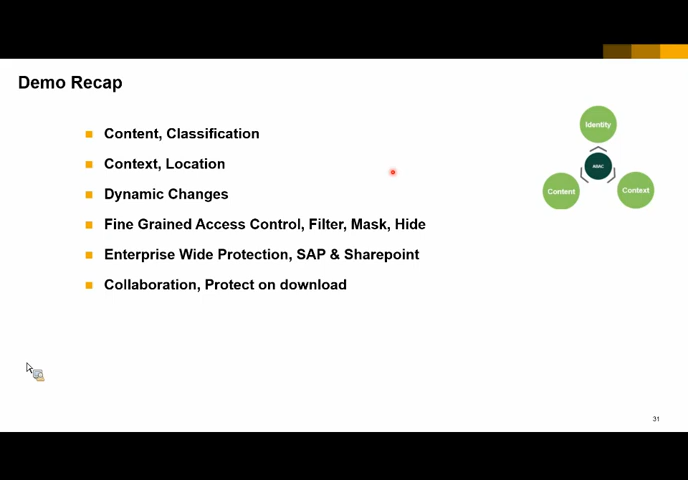 Demo Recap
Content, Classification
Context, Location
Dynamic Changes
Fine Grained Access Control, Filter, Mask, Hide
Enterprise Wide Protection, SAP & Sharepoint
Collaboration, Protect on download
Identity
ABAC
Content
Context
31